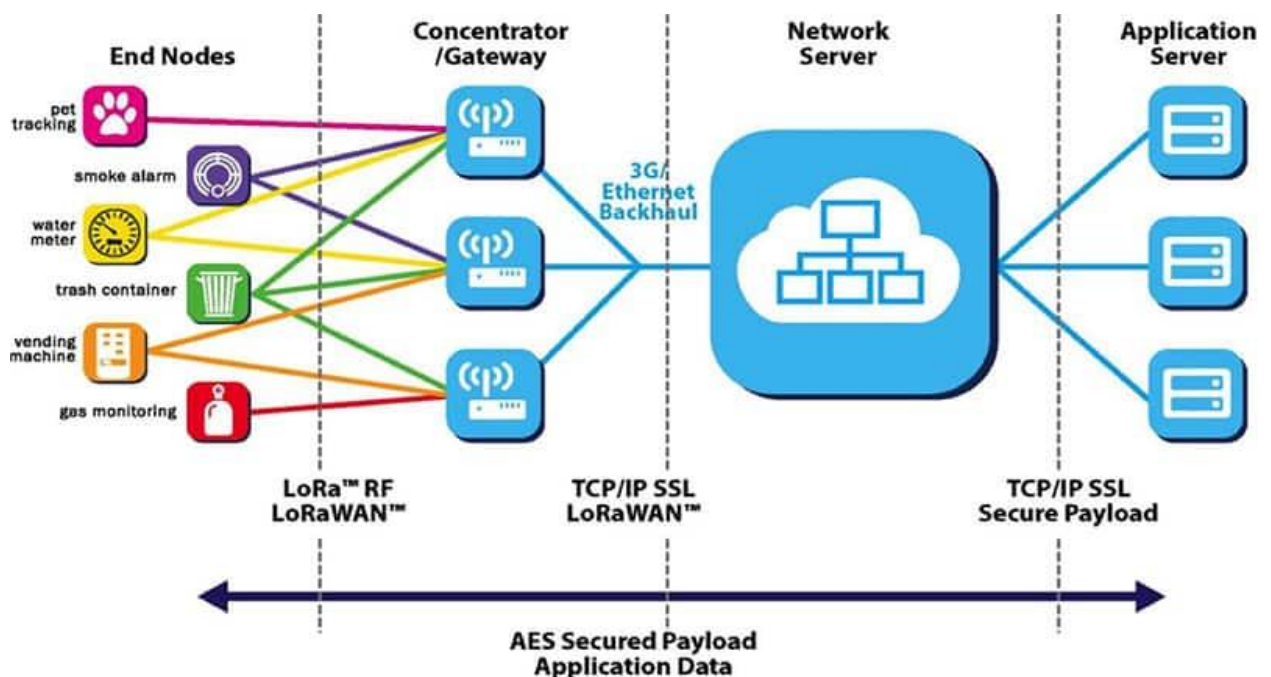 End Nodes
Concentrator
/Gateway
Network
Server
Application
Server
pet
tracking
smoke alarm
water
meter
trash container
vending
machine
gas monitoring
3G/
Ethernet
Backhaul
LoRa™ RF
LoRaWAN™
TCP/IP SSL
LoRaWAN™
TCP/IP SSL
Secure Payload
AES Secured Payload
Application Data